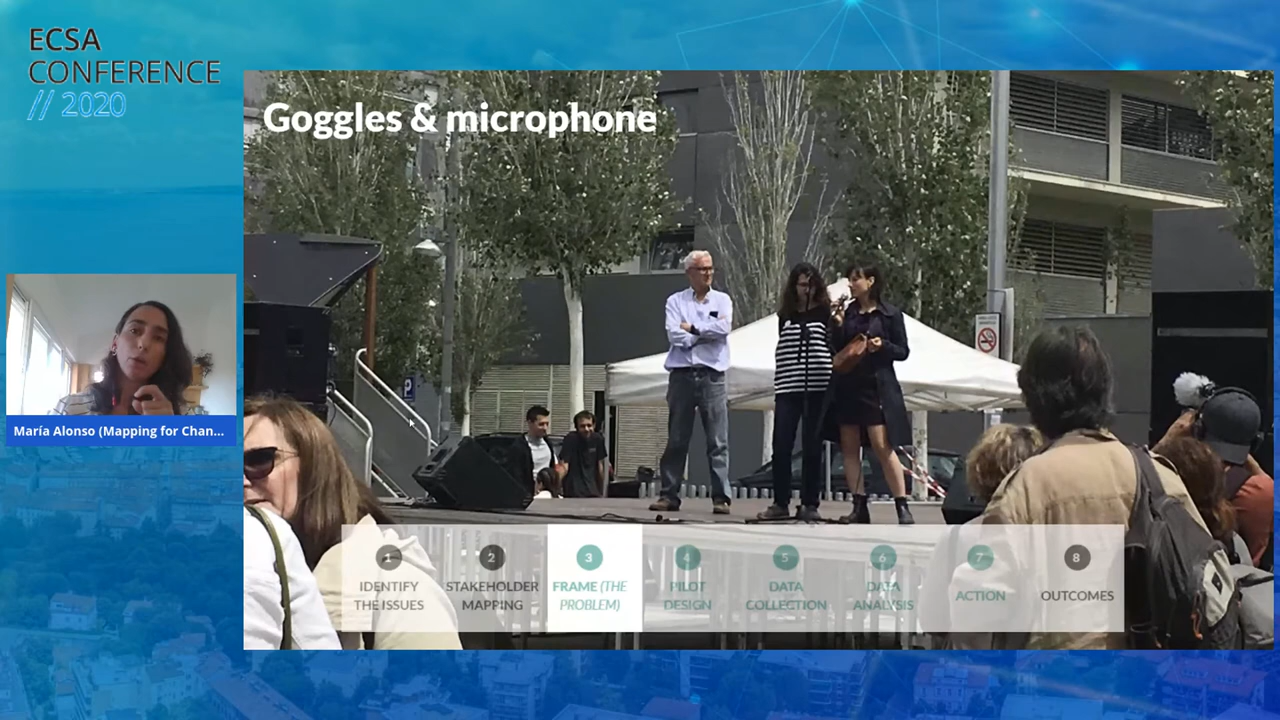 ECSA
CONFERENCE
// 2020
Goggles & microphone
María Alonso (Mapping for Chan...
P
1
IDENTIFY
THE ISSUES
2
STAKEHOLDER
MAPPING
3
FRAME (THE
PROBLEM)
4
PILOT
DESIGN
5
DATA
COLLECTION
6
DATA
ANALYSIS
7
ACTION
8
OUTCOMES